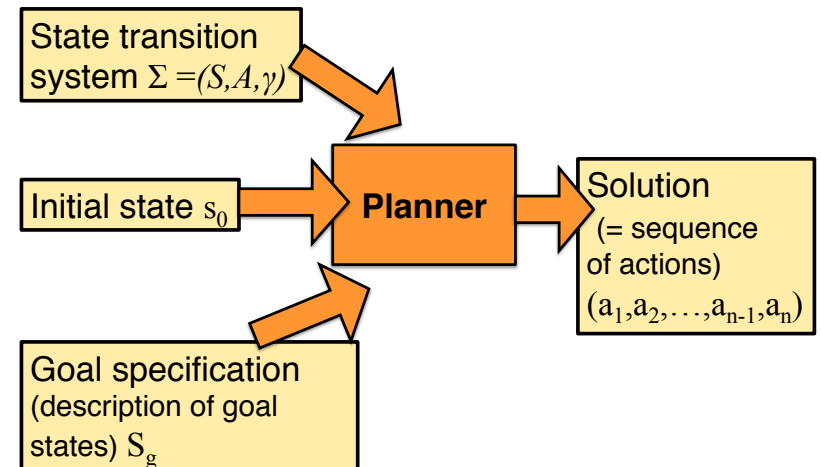 State transition
system Σ =(S,A,γ)
Initial state s₀
Planner
Solution
(= sequence
of actions)
(a₁,a₂,…,aₙ₋₁,aₙ)
Goal specification
(description of goal
states) S_g